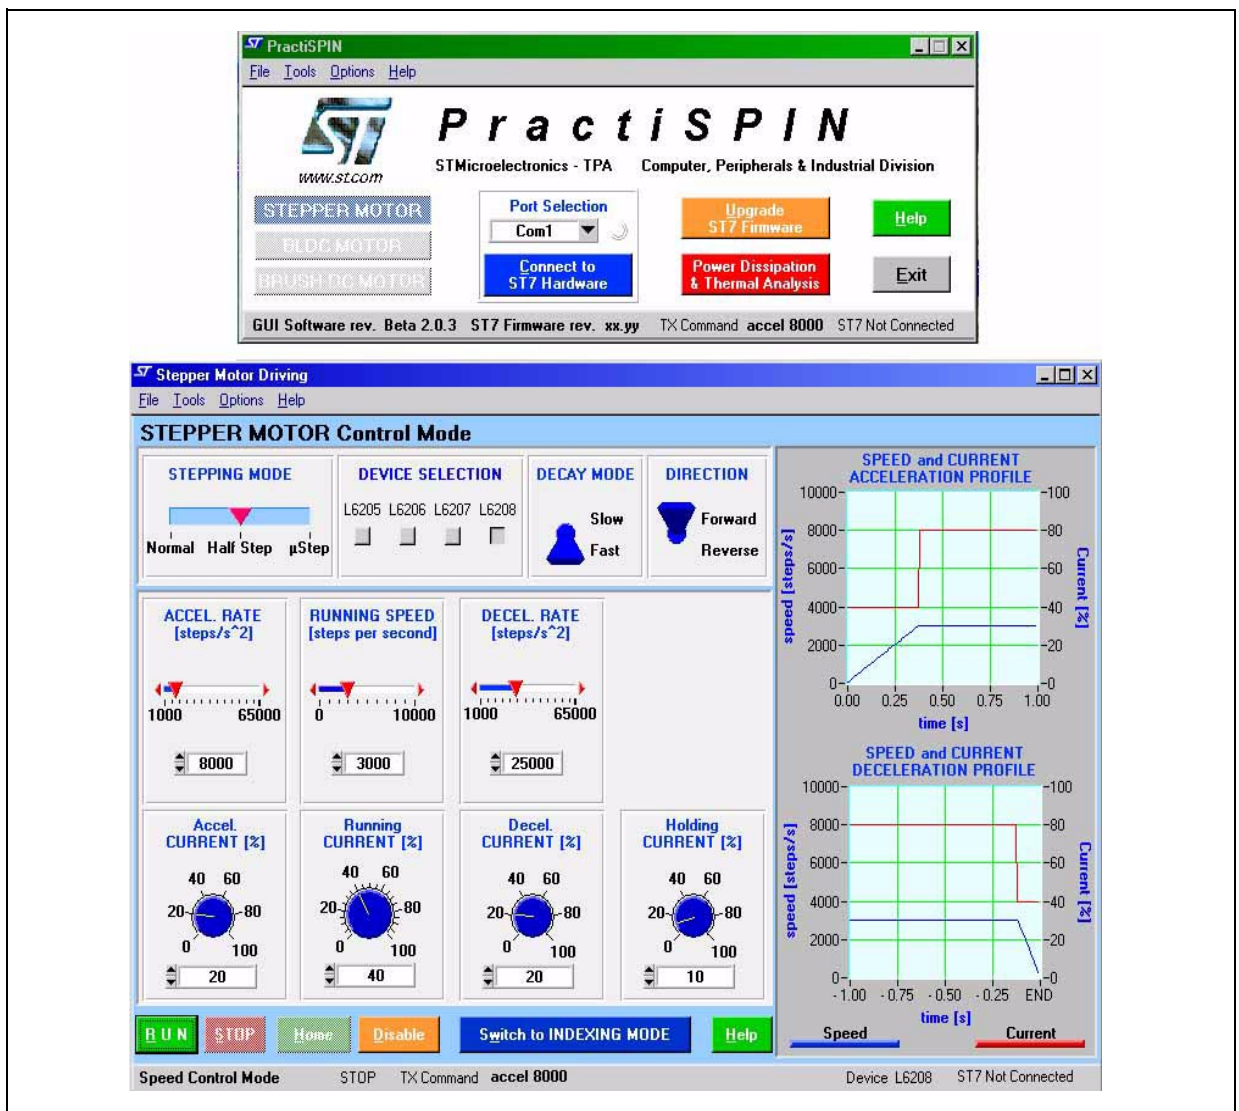 PractiSPIN
File Tools Options Help
ST
PractiSPIN
STMicroelectronics - TPA Computer, Peripherals & Industrial Division
www.st.com
STEPPER MOTOR
BLDC MOTOR
BRUSH DC MOTOR
Port Selection
Com1
Connect to
ST7 Hardware
Upgrade
ST7 Firmware
Power Dissipation
& Thermal Analysis
Help
Exit
GUI Software rev. Beta 2.0.3 ST7 Firmware rev. xx.yy TX Command accel 8000 ST7 Not Connected
Stepper Motor Driving
File Tools Options Help
STEPPER MOTOR Control Mode
STEPPING MODE
Normal Half Step µStep
DEVICE SELECTION
L6205 L6206 L6207 L6208
DECAY MODE
Slow
Fast
DIRECTION
Forward
Reverse
ACCEL. RATE
[steps/s^2]
1000 65000
8000
RUNNING SPEED
[steps per second]
0 10000
3000
DECEL. RATE
[steps/s^2]
1000 65000
25000
Accel.
CURRENT [%]
40 60
20 80
0 100
20
Running
CURRENT [%]
40 60
20 80
0 100
40
Decel.
CURRENT [%]
40 60
20 80
0 100
20
Holding
CURRENT [%]
40 60
20 80
0 100
10
SPEED and CURRENT
ACCELERATION PROFILE
10000 100
8000 80
6000 60
4000 40
2000 20
0 0
speed [steps/s]
Current [%]
0.00 0.25 0.50 0.75 1.00
time [s]
SPEED and CURRENT
DECELERATION PROFILE
10000 100
8000 80
6000 60
4000 40
2000 20
0 0
speed [steps/s]
Current [%]
-1.00 -0.75 -0.50 -0.25 END
time [s]
Speed Current
RUN STOP Home Disable Switch to INDEXING MODE Help
Speed Control Mode STOP TX Command accel 8000 Device L6208 ST7 Not Connected